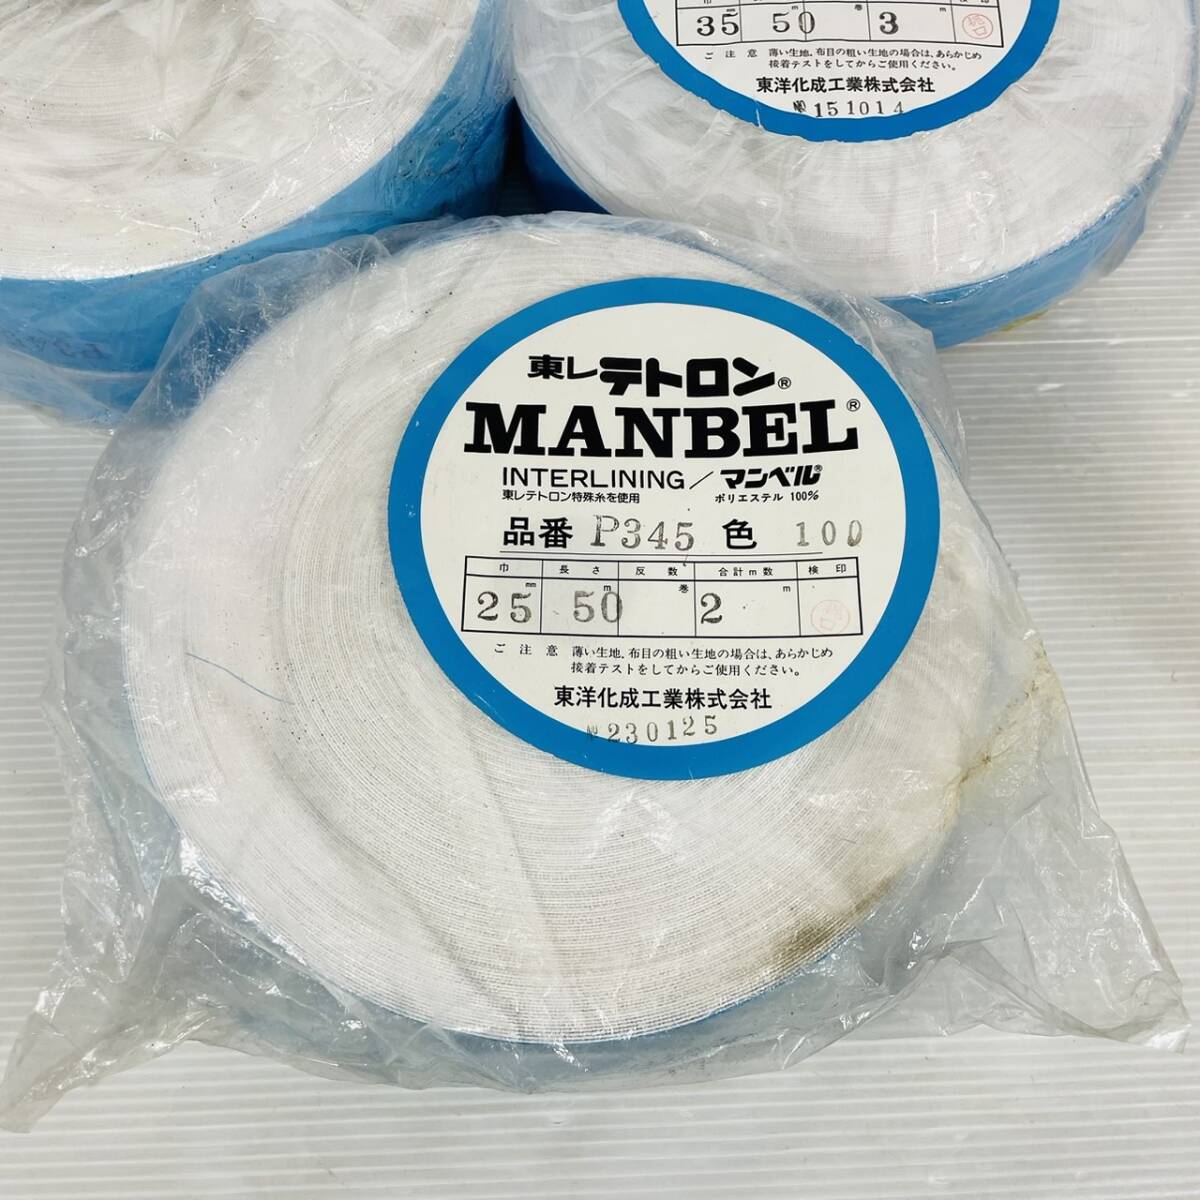 35 50 3
mm m 巻 m 検印
ご注意 薄い生地、布目の粗い生地の場合は、あらかじめ
接着テストをしてからご使用ください。
東洋化成工業株式会社
№151014
東レテトロン®
MANBEL®
INTERLINING／マンベル®
東レテトロン特殊糸を使用 ポリエステル 100%
品番 P345 色 100
巾 長さ 反数 合計m数 検印
mm m 巻 m
25 50 2
ご注意 薄い生地、布目の粗い生地の場合は、あらかじめ
接着テストをしてからご使用ください。
東洋化成工業株式会社
№230125